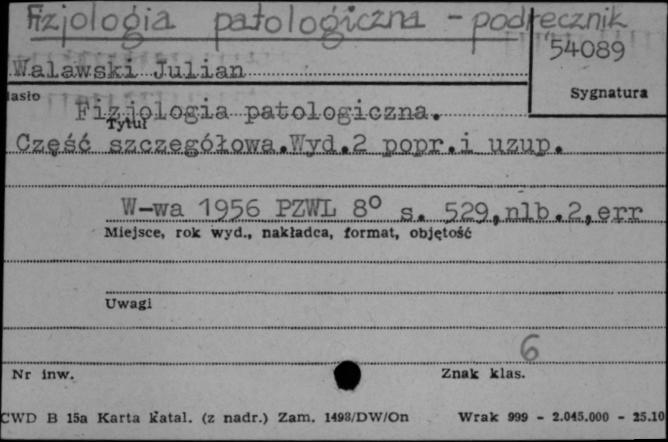 Fizjologia patologiczna - podręcznik
54089
Walawski Julian
Sygnatura
asło
Fizjologia patologiczna.
Tytuł
Część szczegółowa.Wyd.2 popr.i uzup.
W-wa 1956 PZWL 8° s. 529,nlb.2,err
Miejsce, rok wyd., nakładca, format, objętość
Uwagi
6
Nr inw.
Znak klas.
CWD B 15a Karta katal. (z nadr.) Zam. 1498/DW/On Wrak 999 - 2.045.000 - 25.10